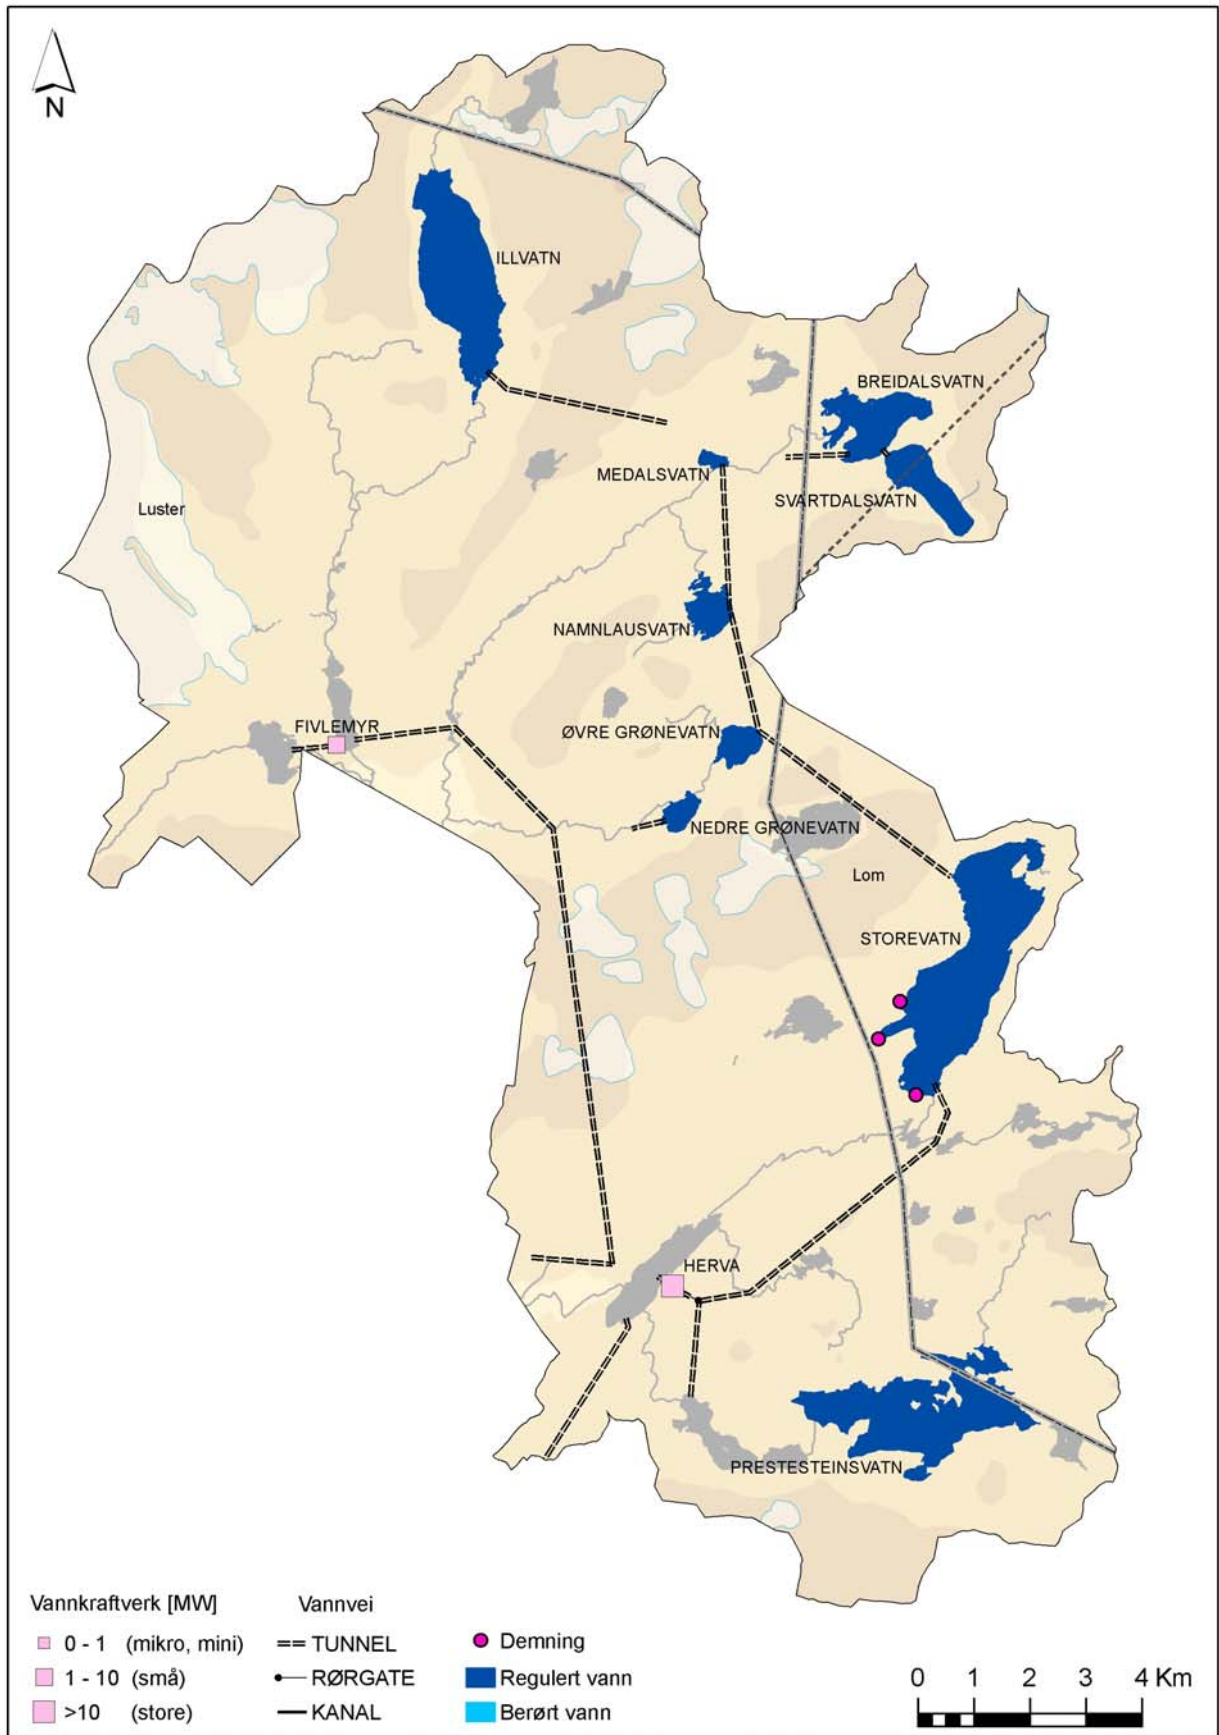 N
ILLVATN
BREIDALSVATN
MEDALSVATN
SVARTDALSVATN
Luster
NAMNLAUSVATN
FIVLEMYR
ØVRE GRØNEVATN
NEDRE GRØNEVATN
Lom
STOREVATN
HERVA
PRESTESTEINSVATN
Vannkraftverk [MW]
0 - 1 (mikro, mini)
1 - 10 (små)
>10 (store)
Vannvei
TUNNEL
RØRGATE
KANAL
Demning
Regulert vann
Berørt vann
0 1 2 3 4 Km